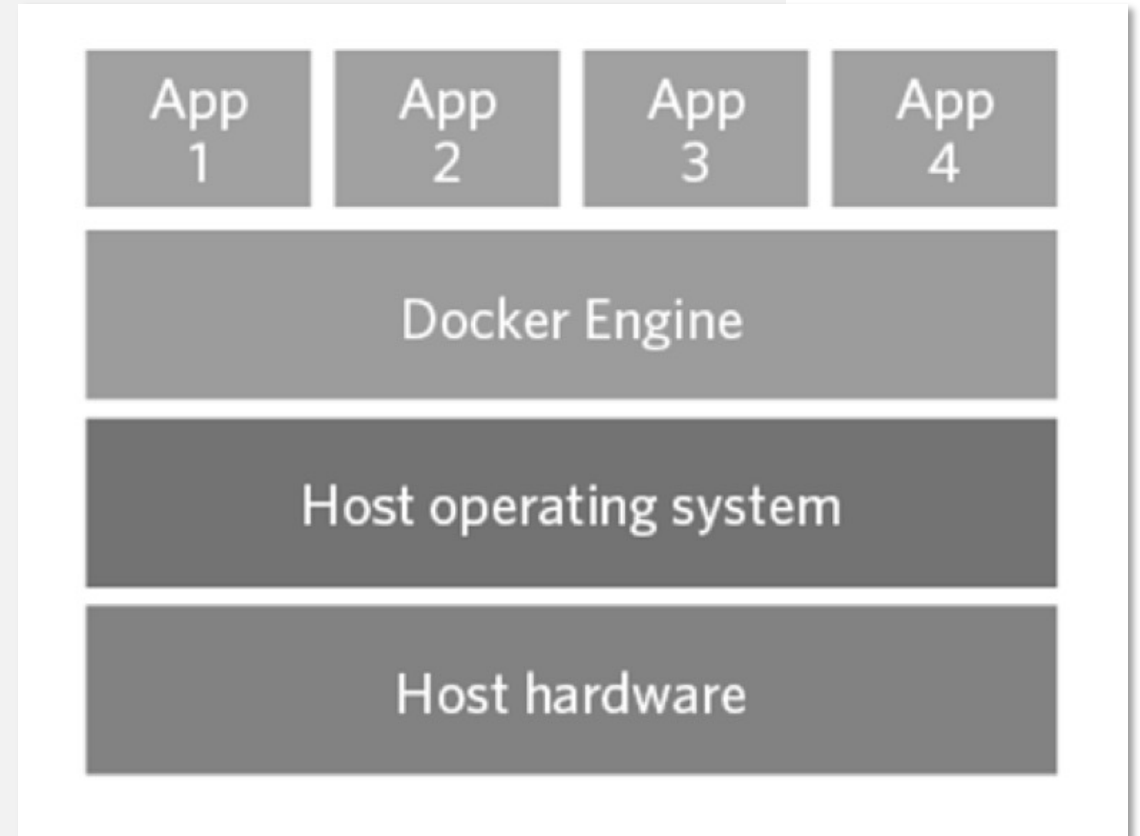 App
1
App
2
App
3
App
4
Docker Engine
Host operating system
Host hardware